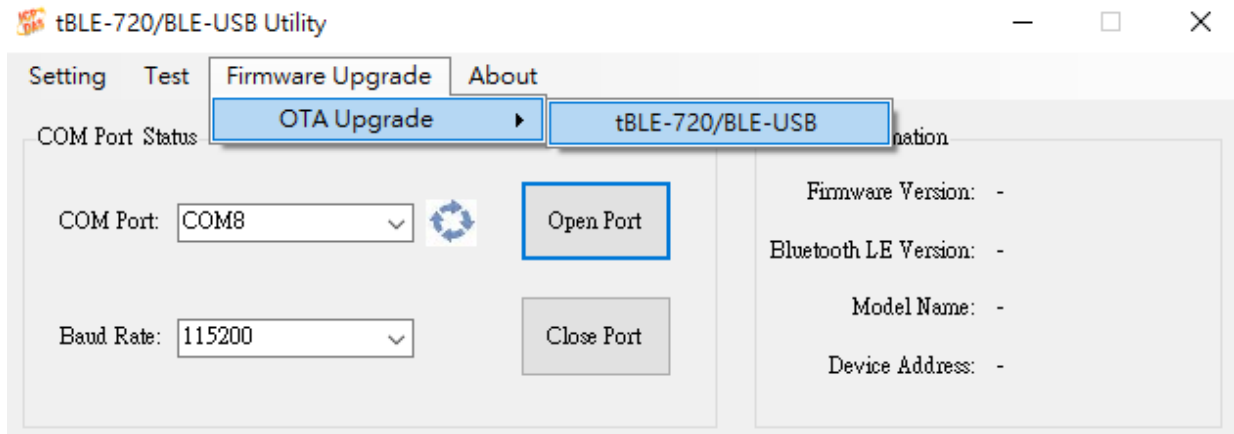 ICP DAS tBLE-720/BLE-USB Utility
Setting Test Firmware Upgrade About
OTA Upgrade tBLE-720/BLE-USB
COM Port Status
Firmware Version: -
COM Port: COM8 Open Port
Bluetooth LE Version: -
Model Name: -
Baud Rate: 115200 Close Port
Device Address: -